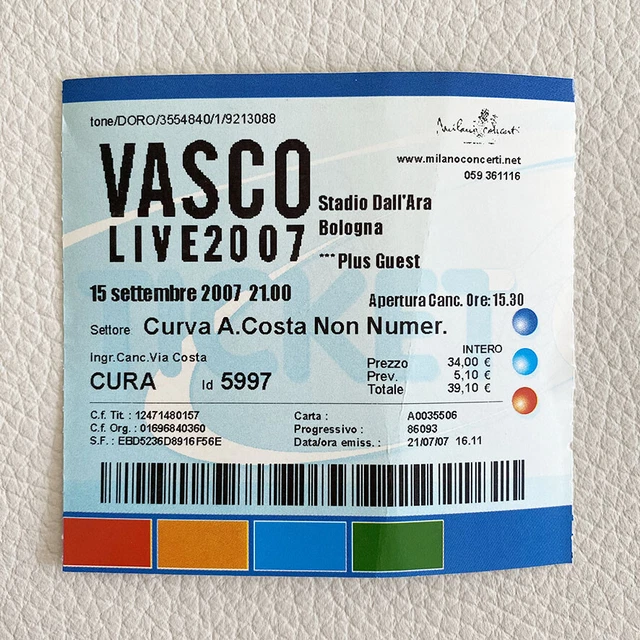 tone/DORO/3554840/1/9213088
Milano Concerti
www.milanoconcerti.net
059 361116
VASCO
LIVE2007
Stadio Dall'Ara
Bologna
***Plus Guest
TICKET
15 settembre 2007 21.00
Apertura Canc. Ore: 15.30
Settore Curva A.Costa Non Numer.
Ingr.Canc.Via Costa
CURA Id 5997
INTERO
Prezzo 34,00 €
Prev. 5,10 €
Totale 39,10 €
C.f. Tit. : 12471480157
C.f. Org. : 01696840360
S.F. : EBD5236D8916F56E
Carta : A0035506
Progressivo : 86093
Data/ora emiss. : 21/07/07 16.11